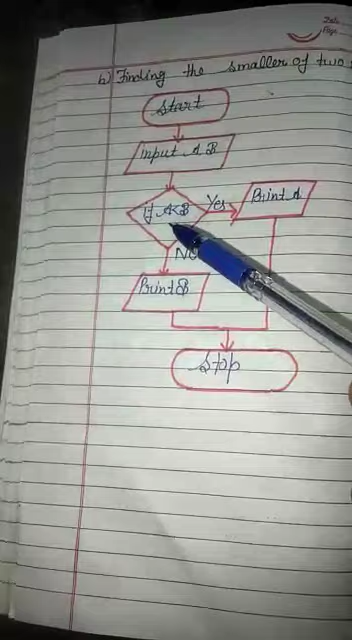 b) Finding the smaller of two
Start
Input A B
If A<B
Yes
Print A
No
Print B
Stop